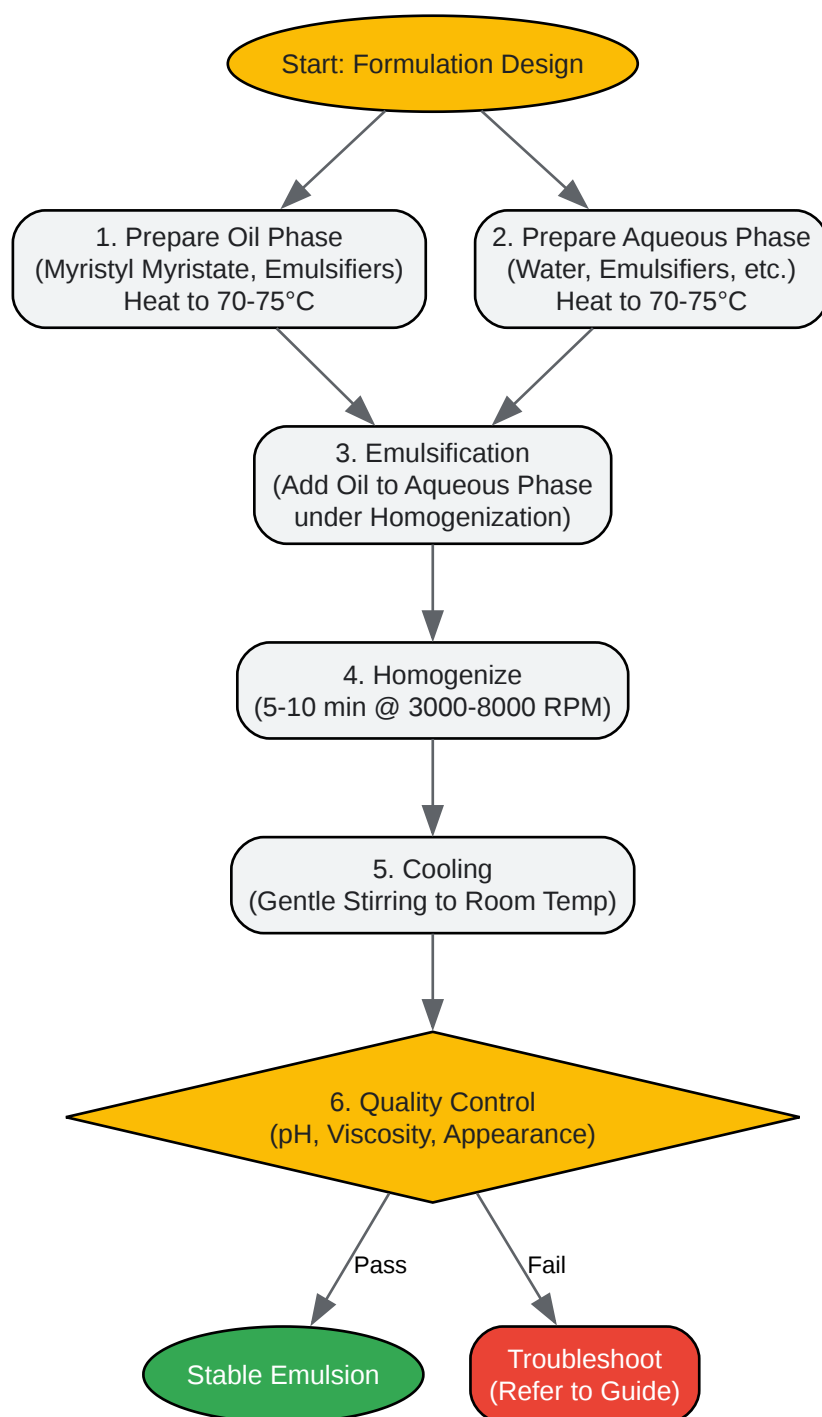 Start: Formulation Design
1. Prepare Oil Phase
(Myristyl Myristate, Emulsifiers)
Heat to 70-75°C
2. Prepare Aqueous Phase
(Water, Emulsifiers, etc.)
Heat to 70-75°C
3. Emulsification
(Add Oil to Aqueous Phase
under Homogenization)
4. Homogenize
(5-10 min @ 3000-8000 RPM)
5. Cooling
(Gentle Stirring to Room Temp)
6. Quality Control
(pH, Viscosity, Appearance)
Pass
Fail
Stable Emulsion
Troubleshoot
(Refer to Guide)